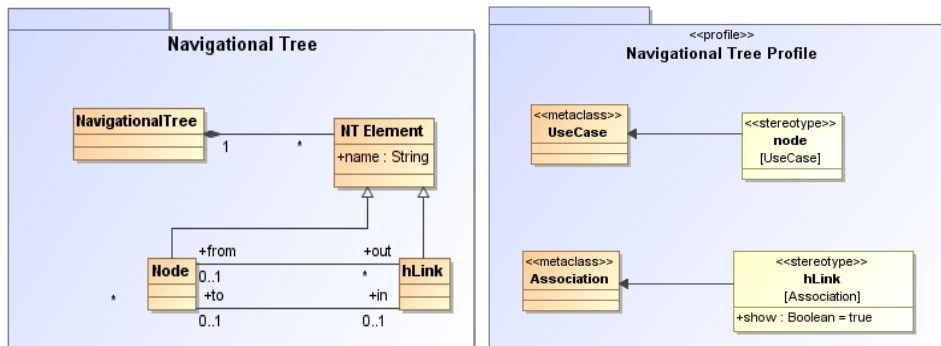 Navigational Tree
NavigationalTree
NT Element
+name : String
1
*
+from
+out
Node
hLink
0..1
*
*
+to
+in
0..1
0..1
<<profile>>
Navigational Tree Profile
<<metaclass>>
UseCase
<<stereotype>>
node
[UseCase]
<<metaclass>>
Association
<<stereotype>>
hLink
[Association]
+show : Boolean = true